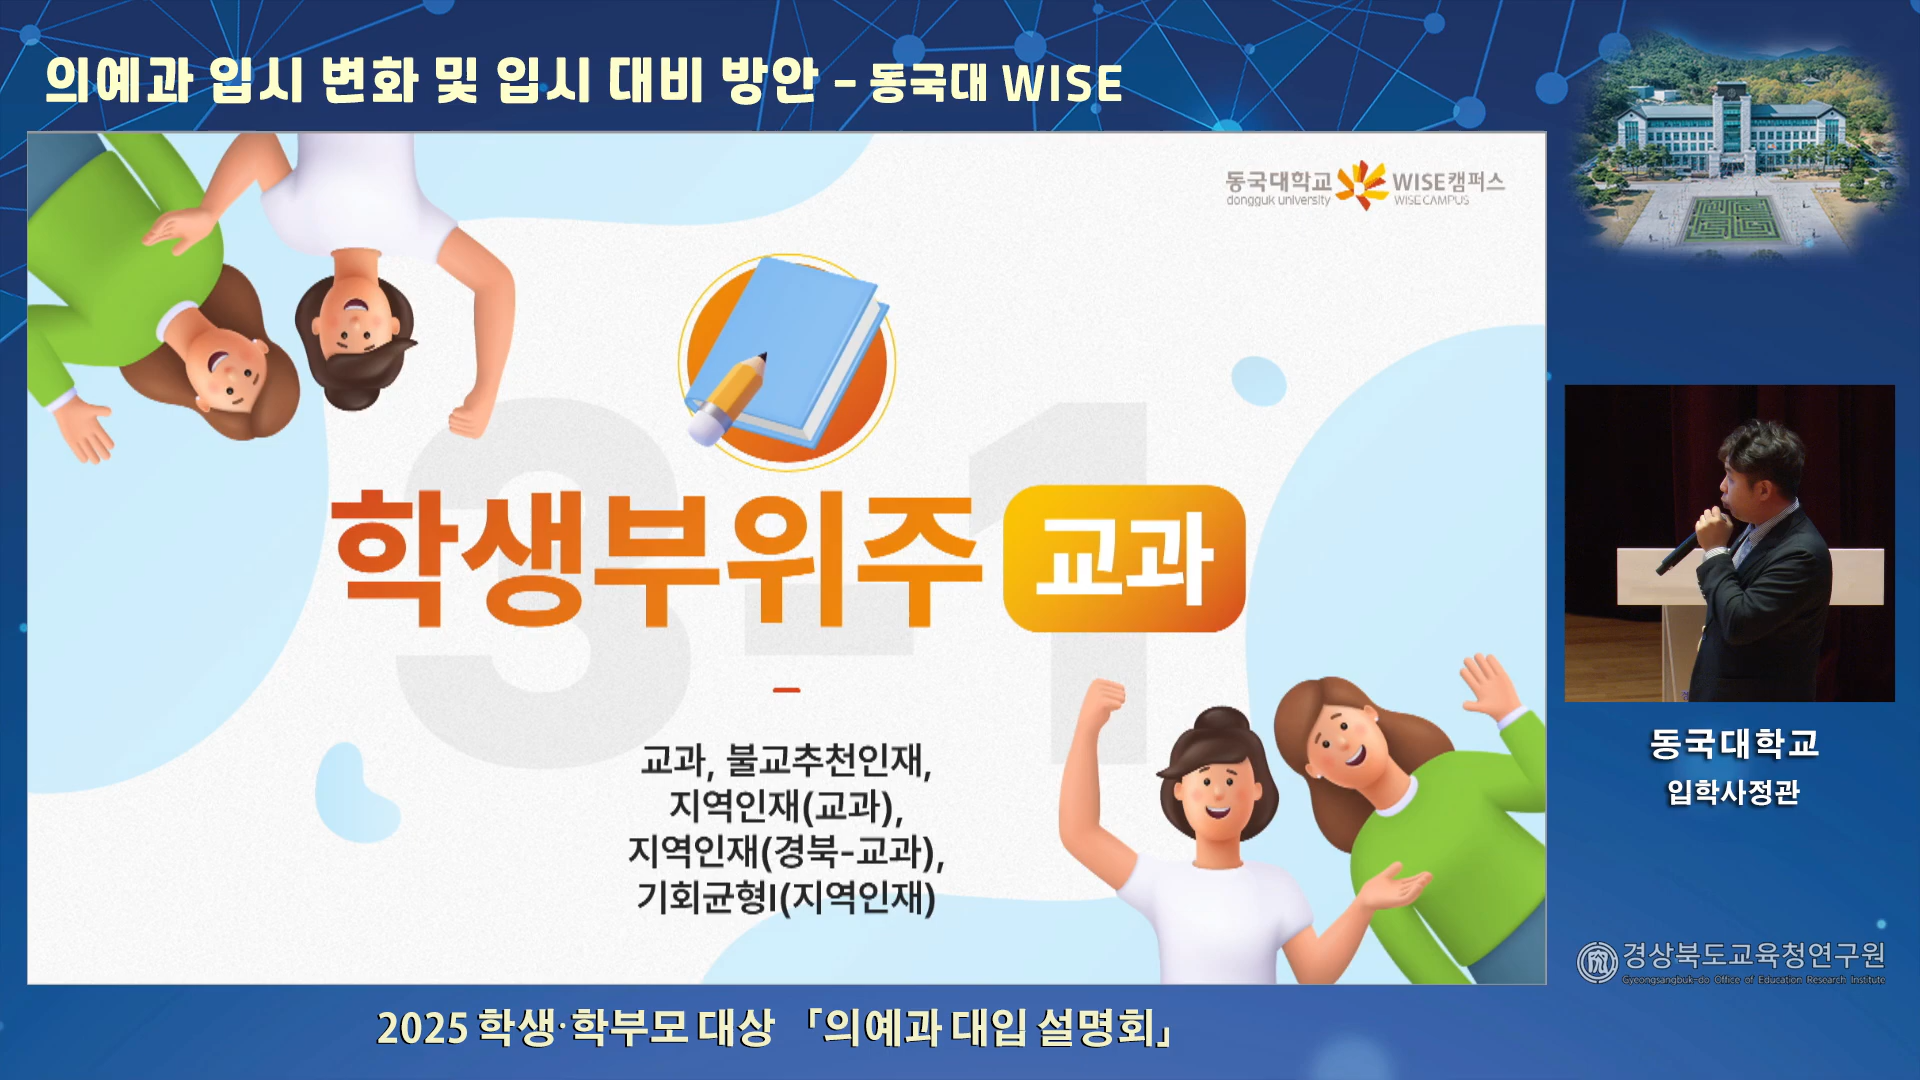 의예과 입시 변화 및 입시 대비 방안 – 동국대 WISE
동국대학교 WISE캠퍼스
dongguk university WISE CAMPUS
3-1
학생부위주 교과
교과, 불교추천인재,
지역인재(교과),
지역인재(경북-교과),
기회균형I(지역인재)
동국대학교
입학사정관
경상북도교육청연구원
Gyeongsangbuk-do Office of Education Research Institute
2025 학생·학부모 대상 「의예과 대입 설명회」